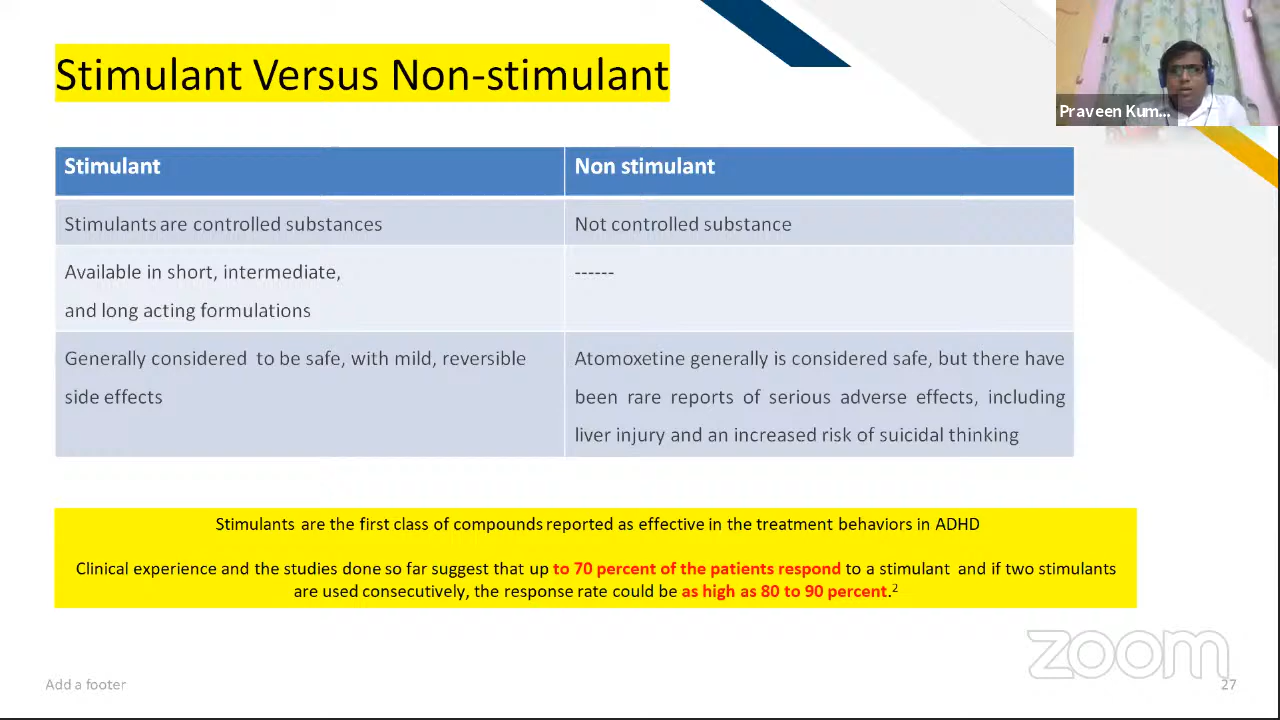 Stimulant Versus Non-stimulant
Praveen Kum...
Stimulant
Non stimulant
Stimulants are controlled substances
Not controlled substance
Available in short, intermediate,
and long acting formulations
------
Generally considered to be safe, with mild, reversible
side effects
Atomoxetine generally is considered safe, but there have
been rare reports of serious adverse effects, including
liver injury and an increased risk of suicidal thinking
Stimulants are the first class of compounds reported as effective in the treatment behaviors in ADHD
Clinical experience and the studies done so far suggest that up to 70 percent of the patients respond to a stimulant and if two stimulants
are used consecutively, the response rate could be as high as 80 to 90 percent.2
zoom
Add a footer
27